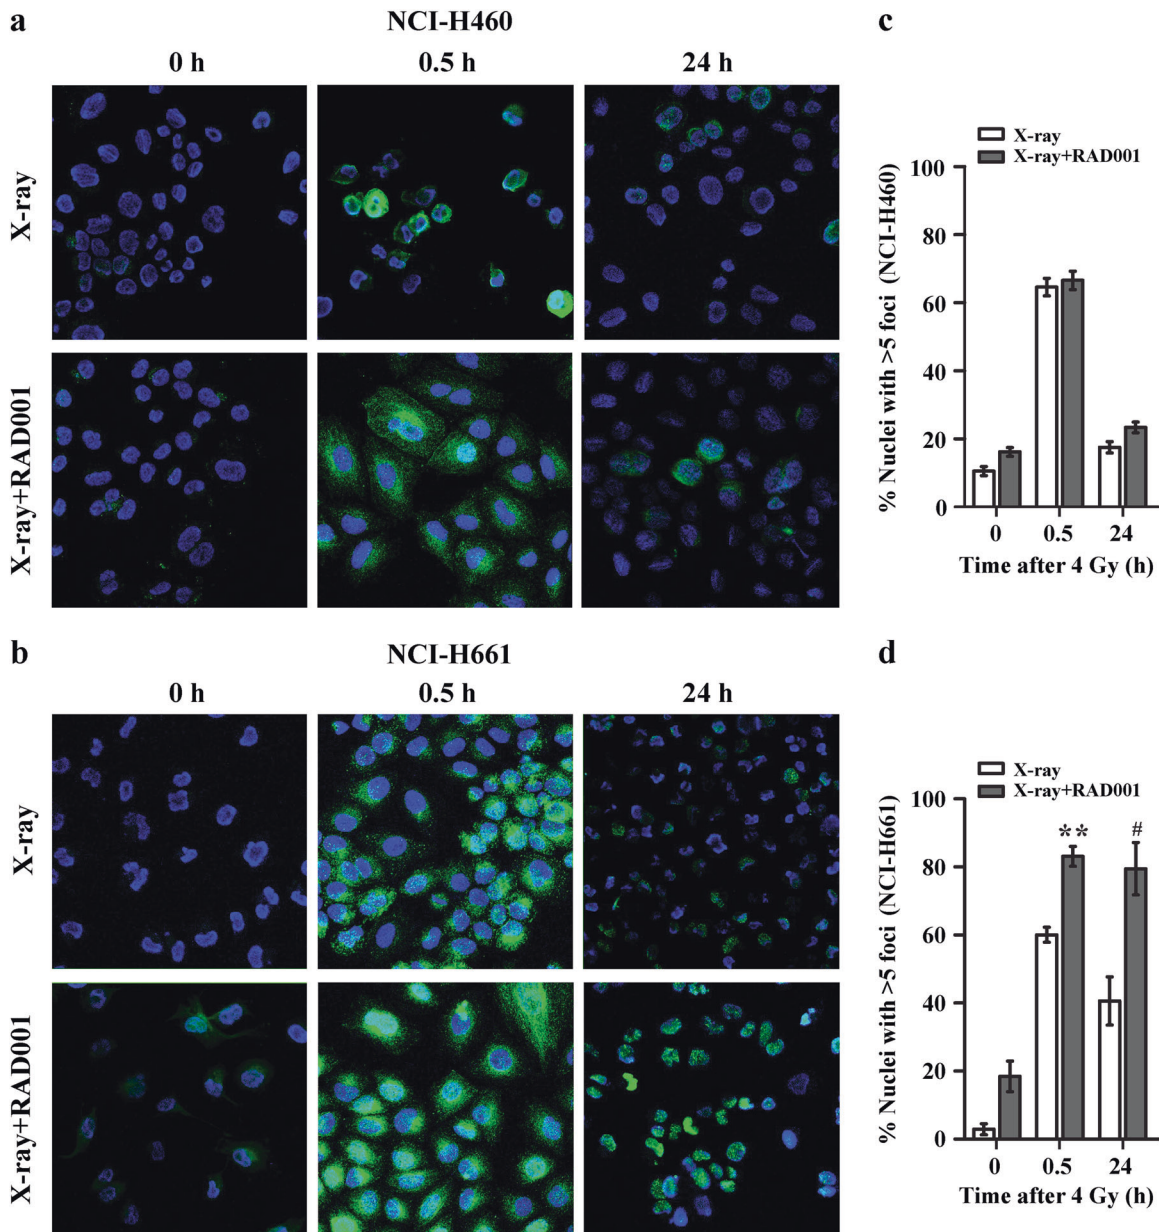 a
NCI-H460
0 h 0.5 h 24 h
X-ray
X-ray+RAD001
b
NCI-H661
0 h 0.5 h 24 h
X-ray
X-ray+RAD001
c
X-ray
X-ray+RAD001
% Nuclei with >5 foci (NCI-H460)
100
80
60
40
20
0
0 0.5 24
Time after 4 Gy (h)
d
X-ray
X-ray+RAD001
% Nuclei with >5 foci (NCI-H661)
100
80
60
40
20
0
** #
0 0.5 24
Time after 4 Gy (h)